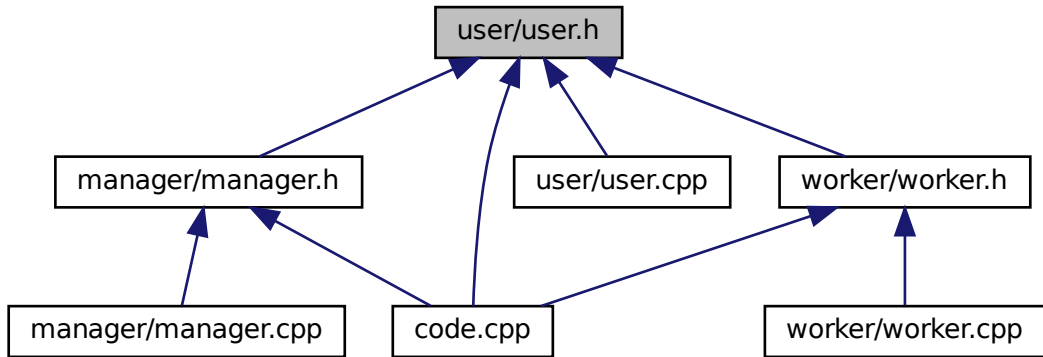 user/user.h
manager/manager.h
user/user.cpp
worker/worker.h
manager/manager.cpp
code.cpp
worker/worker.cpp